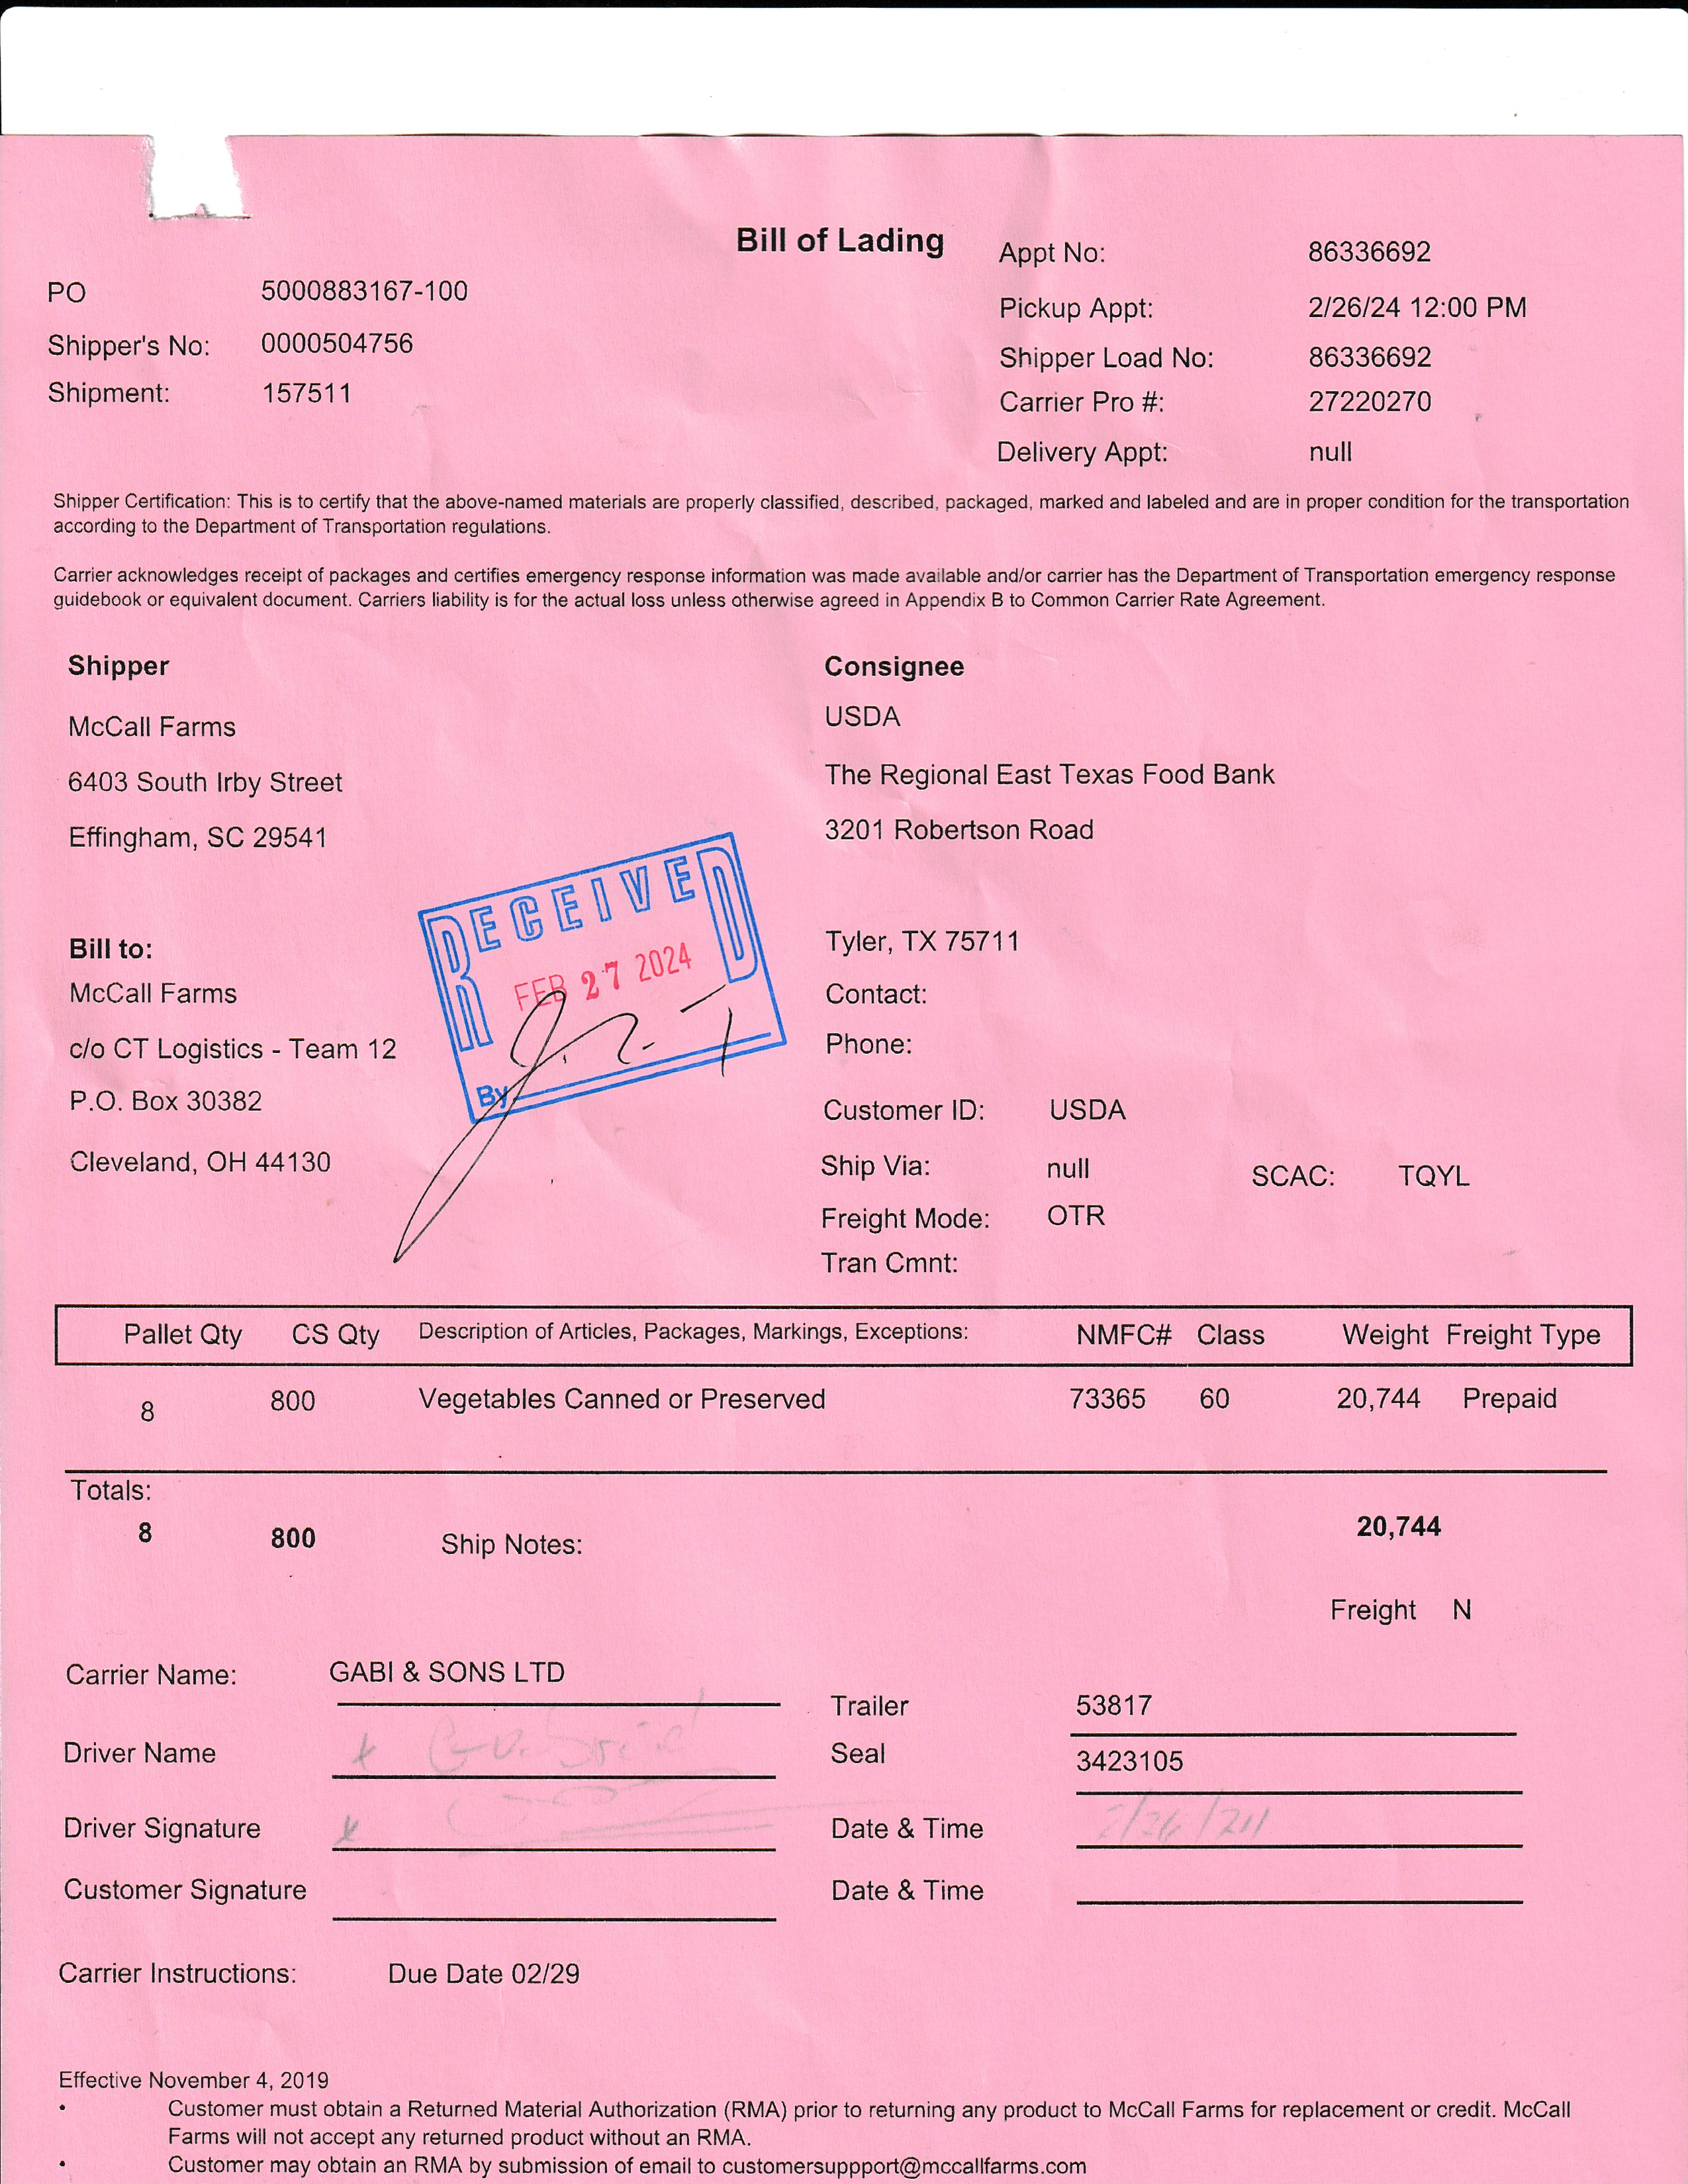 Bill of Lading
PO 5000883167-100
Shipper's No: 0000504756
Shipment: 157511
Appt No: 86336692
Pickup Appt: 2/26/24 12:00 PM
Shipper Load No: 86336692
Carrier Pro #: 27220270
Delivery Appt: null
Shipper Certification: This is to certify that the above-named materials are properly classified, described, packaged, marked and labeled and are in proper condition for the transportation
according to the Department of Transportation regulations.
Carrier acknowledges receipt of packages and certifies emergency response information was made available and/or carrier has the Department of Transportation emergency response
guidebook or equivalent document. Carriers liability is for the actual loss unless otherwise agreed in Appendix B to Common Carrier Rate Agreement.
Shipper
McCall Farms
6403 South Irby Street
Effingham, SC 29541
Bill to:
McCall Farms
c/o CT Logistics - Team 12
P.O. Box 30382
Cleveland, OH 44130
RECEIVED
FEB 27 2024
By
Consignee
USDA
The Regional East Texas Food Bank
3201 Robertson Road
Tyler, TX 75711
Contact:
Phone:
Customer ID: USDA
Ship Via: null SCAC: TQYL
Freight Mode: OTR
Tran Cmnt:
Pallet Qty CS Qty Description of Articles, Packages, Markings, Exceptions: NMFC# Class Weight Freight Type
8 800 Vegetables Canned or Preserved 73365 60 20,744 Prepaid
Totals:
8 800 Ship Notes: 20,744
Freight N
Carrier Name: GABI & SONS LTD
Trailer 53817
Driver Name x Gabriel
Seal 3423105
Driver Signature x
Date & Time 2/26/24
Customer Signature
Date & Time
Carrier Instructions: Due Date 02/29
Effective November 4, 2019
• Customer must obtain a Returned Material Authorization (RMA) prior to returning any product to McCall Farms for replacement or credit. McCall
Farms will not accept any returned product without an RMA.
• Customer may obtain an RMA by submission of email to customersuppport@mccallfarms.com